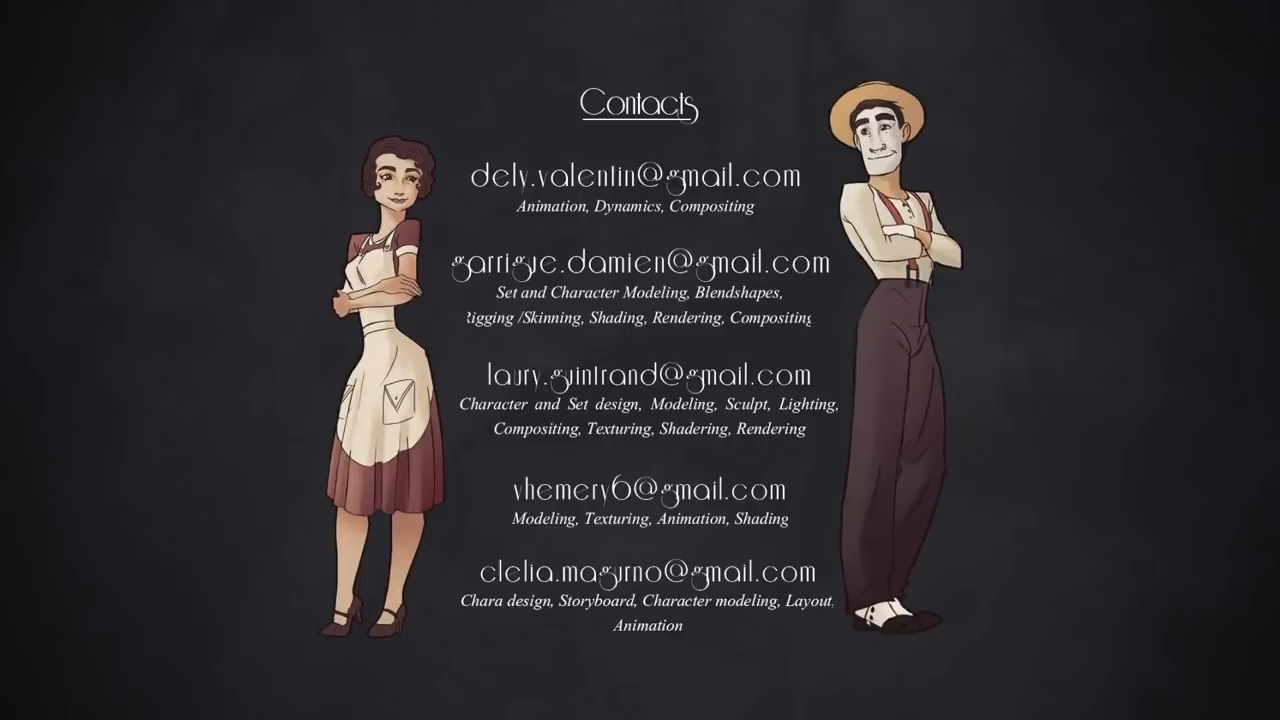 Contacts
dely.valentin@gmail.com
Animation, Dynamics, Compositing
garrigue.damien@gmail.com
Set and Character Modeling, Blendshapes,
Rigging /Skinning, Shading, Rendering, Compositing
laury.guintrand@gmail.com
Character and Set design, Modeling, Sculpt, Lighting,
Compositing, Texturing, Shadering, Rendering
vhemery6@gmail.com
Modeling, Texturing, Animation, Shading
clelia.magurno@gmail.com
Chara design, Storyboard, Character modeling, Layout,
Animation